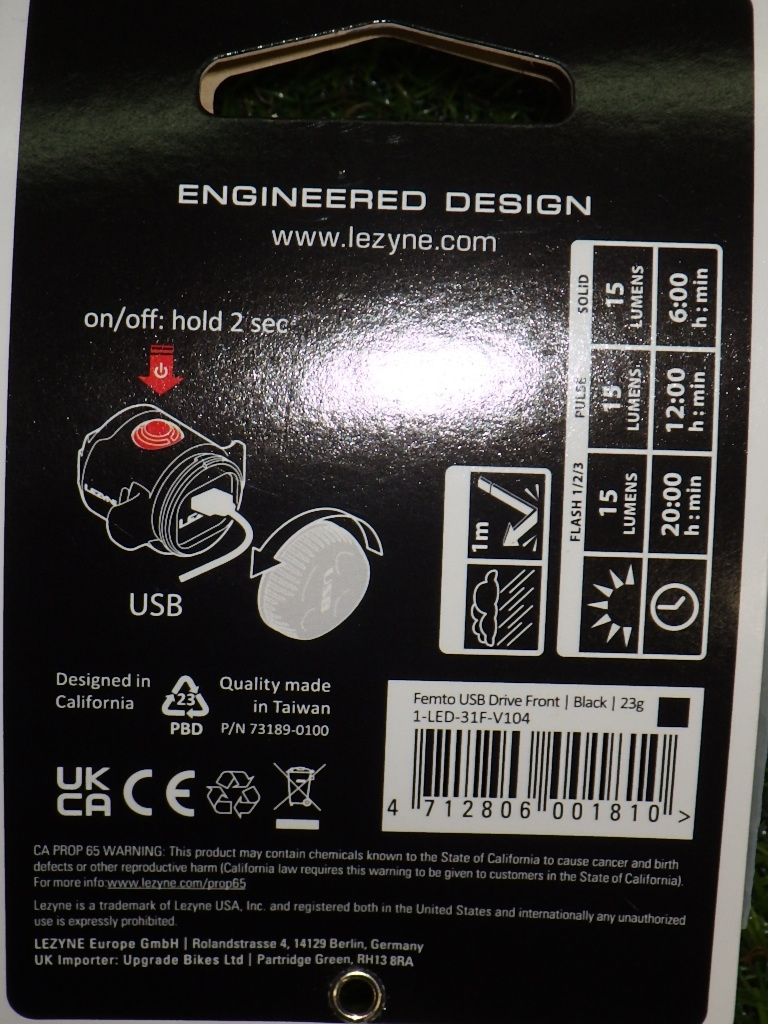 ENGINEERED DESIGN
www.lezyne.com
on/off: hold 2 sec
LEZYNE
USB
SOLID
15
LUMENS
6:00
h:min
PULSE
15
LUMENS
12:00
h:min
FLASH 1/2/3
15
LUMENS
20:00
h:min
1m
Designed in
California
23
PBD
Quality made
in Taiwan
P/N 73189-0100
Femto USB Drive Front | Black | 23g
1-LED-31F-V104
4 712806 001810 >
UK
CA
CE
CA PROP 65 WARNING: This product may contain chemicals known to the State of California to cause cancer and birth
defects or other reproductive harm (California law requires this warning to be given to customers in the State of California).
For more info:www.lezyne.com/prop65
Lezyne is a trademark of Lezyne USA, Inc. and registered both in the United States and internationally any unauthorized
use is expressly prohibited.
LEZYNE Europe GmbH | Rolandstrasse 4, 14129 Berlin, Germany
UK Importer: Upgrade Bikes Ltd | Partridge Green, RH13 8RA